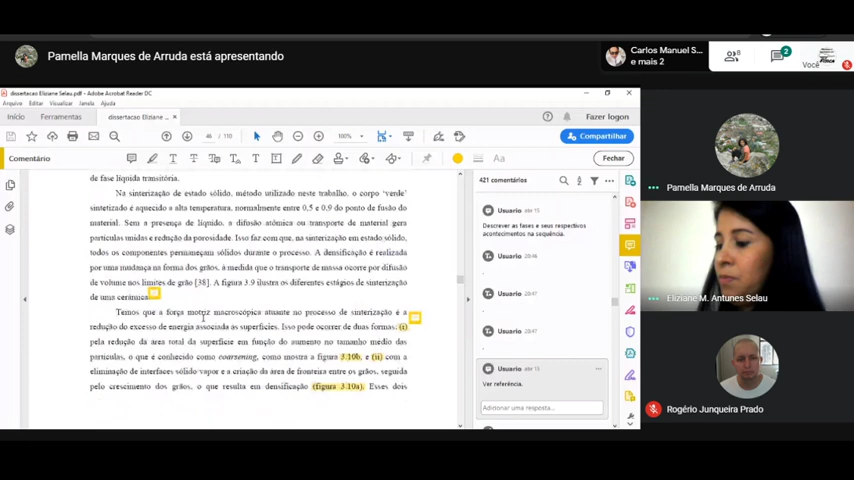 Pamella Marques de Arruda está apresentando
Carlos Manuel S...
e mais 2
8
2
Você
dissertacao Eliziane Selau.pdf - Adobe Acrobat Reader DC
Arquivo Editar Visualizar Janela Ajuda
Início Ferramentas dissertacao Eliziane ... × Fazer logon
46 / 110 100% Compartilhar
Comentário Fechar
de fase líquida transitória.
Na sinterização de estado sólido, método utilizado neste trabalho, o corpo ‘verde’
sintetizado é aquecido a alta temperatura, normalmente entre 0,5 e 0,9 do ponto de fusão do
material. Sem a presença de líquido, a difusão atômica ou transporte de material gera
partículas unidas e redução da porosidade. Isso faz com que, na sinterização em estado sólido,
todos os componentes permaneçam sólidos durante o processo. A densificação é realizada
por uma mudança na forma dos grãos, à medida que o transporte de massa ocorre por difusão
de volume nos limites de grão [38]. A figura 3.9 ilustra os diferentes estágios de sinterização
de uma cerâmica.
Temos que a força motriz macroscópica atuante no processo de sinterização é a
redução do excesso de energia associada às superfícies. Isso pode ocorrer de duas formas: (i)
pela redução da área total da superfície em função do aumento no tamanho médio das
partículas, o que é conhecido como coarsening, como mostra a figura 3.10b, e (ii) com a
eliminação de interfaces sólido/vapor e a criação da área de fronteira entre os grãos, seguida
pelo crescimento dos grãos, o que resulta em densificação (figura 3.10a). Esses dois
421 comentários
Usuario abr 15
Descrever as fases e seus respectivos
acontecimentos na sequência.
Usuario 20:46
.
Usuario 20:47
.
Usuario 20:47
.
Usuario abr 15
Ver referência.
Adicionar uma resposta...
Pamella Marques de Arruda
Eliziane M. Antunes Selau
Rogério Junqueira Prado